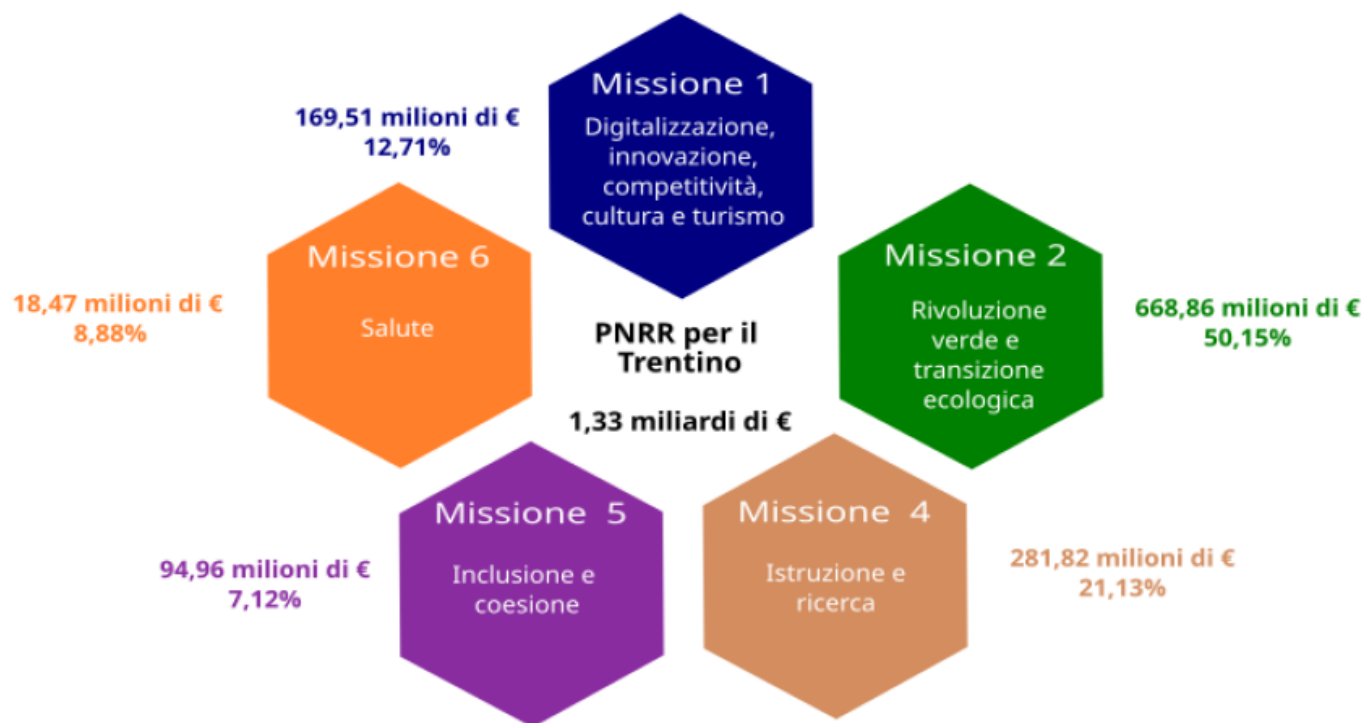 Missione 1
Digitalizzazione,
innovazione,
competitività,
cultura e turismo
169,51 milioni di €
12,71%
Missione 2
Rivoluzione
verde e
transizione
ecologica
668,86 milioni di €
50,15%
Missione 6
Salute
18,47 milioni di €
8,88%
PNRR per il
Trentino
1,33 miliardi di €
Missione 5
Inclusione e
coesione
94,96 milioni di €
7,12%
Missione 4
Istruzione e
ricerca
281,82 milioni di €
21,13%